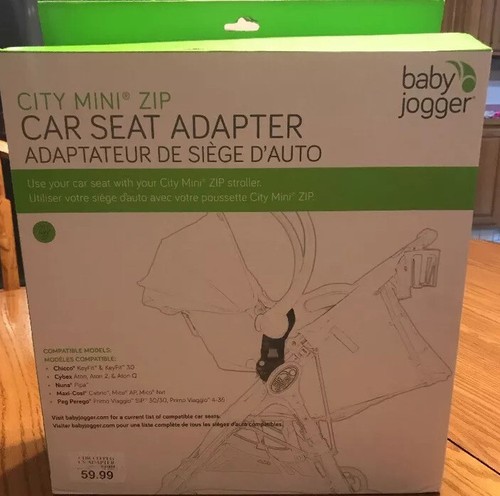 baby
jogger
CITY MINI® ZIP
CAR SEAT ADAPTER
ADAPTATEUR DE SIÈGE D'AUTO
Use your car seat with your City Mini® ZIP stroller.
Utiliser votre siège d'auto avec votre poussette City Mini® ZIP.
COMPATIBLE MODELS:
MODÈLES COMPATIBLE:
• Chicco® KeyFit® & KeyFit® 30
• Cybex Aton, Aton 2, & Aton Q
• Nuna® Pipa™
• Maxi-Cosi® Cabrio®, Mico® AP, Mico® Nxt
• Peg Perego® Primo Viaggio® SIP® 30/30, Primo Viaggio® 4-35
Visit babyjogger.com for a current list of compatible car seats.
Visiter babyjogger.com pour une liste complète de tous les sièges d'auto compatibles.
59.99